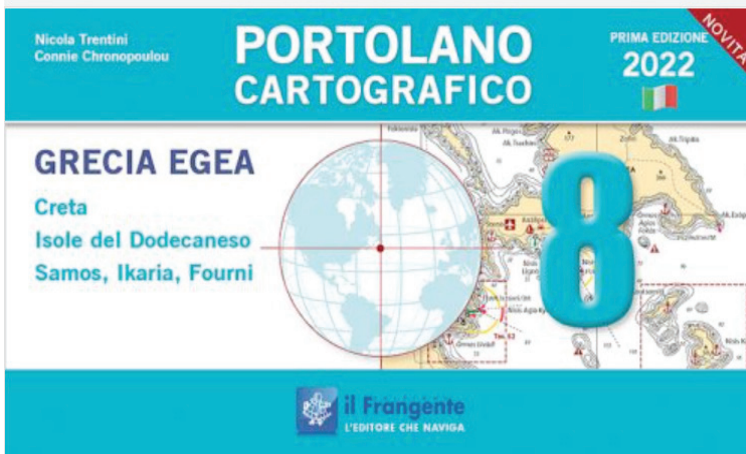 Nicola Trentini
Connie Chronopoulou
PORTOLANO
CARTOGRAFICO
PRIMA EDIZIONE
2022
NOVITÀ
GRECIA EGEA
Creta
Isole del Dodecaneso
Samos, Ikaria, Fourni
8
il Frangente
L'EDITORE CHE NAVIGA